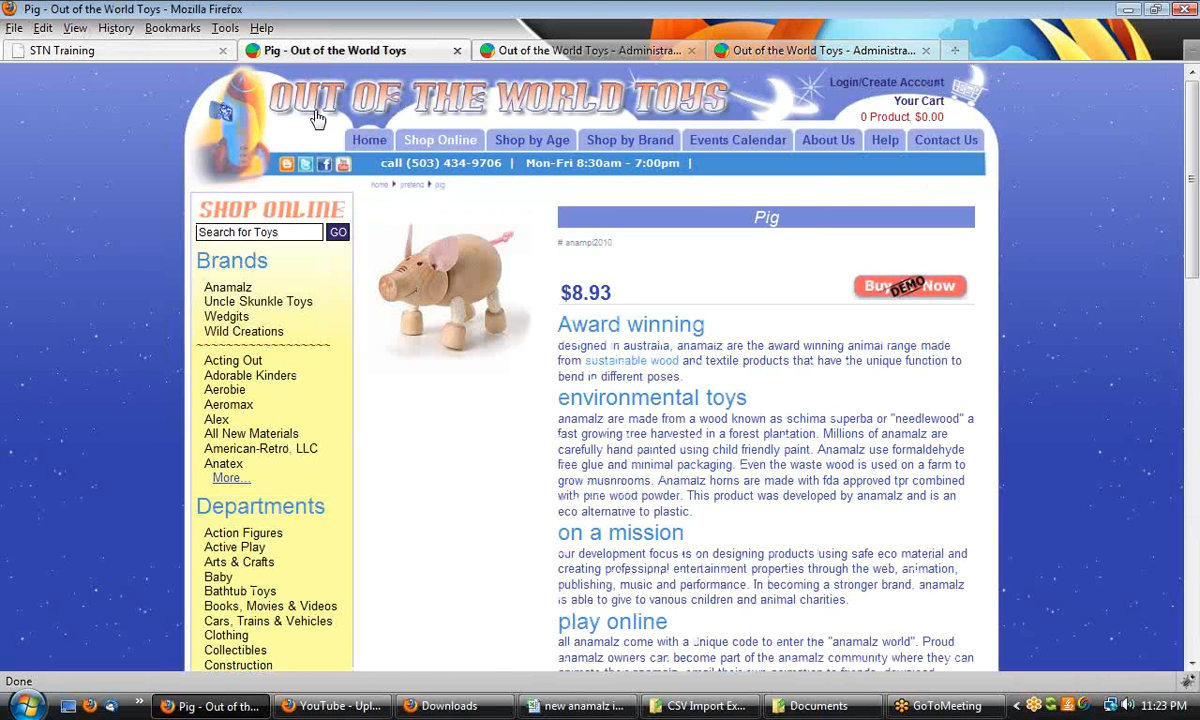 Pig - Out of the World Toys - Mozilla Firefox
File Edit View History Bookmarks Tools Help
STN Training
Pig - Out of the World Toys
Out of the World Toys - Administra...
Out of the World Toys - Administra...
OUT OF THE WORLD TOYS
Login/Create Account
Your Cart
0 Product, $0.00
Home Shop Online Shop by Age Shop by Brand Events Calendar About Us Help Contact Us
call (503) 434-9706 | Mon-Fri 8:30am - 7:00pm |
home pretend pig
SHOP ONLINE
Search for Toys GO
Brands
Anamalz
Uncle Skunkle Toys
Wedgits
Wild Creations
~~~~~~~~~~~~~~~~~~~
Acting Out
Adorable Kinders
Aerobie
Aeromax
Alex
All New Materials
American-Retro, LLC
Anatex
More...
Departments
Action Figures
Active Play
Arts & Crafts
Baby
Bathtub Toys
Books, Movies & Videos
Cars, Trains & Vehicles
Clothing
Collectibles
Construction
Pig
# anampi2010
$8.93
Buy Now
DEMO
Award winning
designed in australia, anamalz are the award winning animal range made
from sustainable wood and textile products that have the unique function to
bend in different poses.
environmental toys
anamalz are made from a wood known as schima superba or "needlewood" a
fast growing tree harvested in a forest plantation. Millions of anamalz are
carefully hand painted using child friendly paint. Anamalz use formaldehyde
free glue and minimal packaging. Even the waste wood is used on a farm to
grow mushrooms. Anamalz horns are made with fda approved tpr combined
with pine wood powder. This product was developed by anamalz and is an
eco alternative to plastic.
on a mission
our development focus is on designing products using safe eco material and
creating professional entertainment properties through the web, animation,
publishing, music and performance. In becoming a stronger brand, anamalz
is able to give to various children and animal charities.
play online
all anamalz come with a unique code to enter the "anamalz world". Proud
anamalz owners can become part of the anamalz community where they can
Done
Pig - Out of th...
YouTube - Upl...
Downloads
new anamalz i...
CSV Import Ex...
Documents
GoToMeeting
11:23 PM